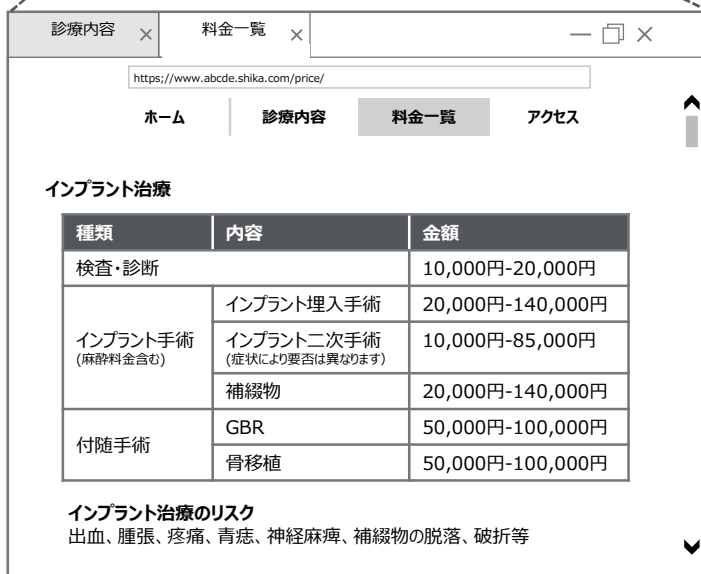 診療内容 × 料金一覧 ×
https;//www.abcde.shika.com/price/
ホーム 診療内容 料金一覧 アクセス
インプラント治療
種類 内容 金額
検査・診断 10,000円-20,000円
インプラント手術
(麻酔料金含む)
インプラント埋入手術 20,000円-140,000円
インプラント二次手術 10,000円-85,000円
(症状により要否は異なります)
補綴物 20,000円-140,000円
付随手術
GBR 50,000円-100,000円
骨移植 50,000円-100,000円
インプラント治療のリスク
出血、腫張、疼痛、青痣、神経麻痺、補綴物の脱落、破折等